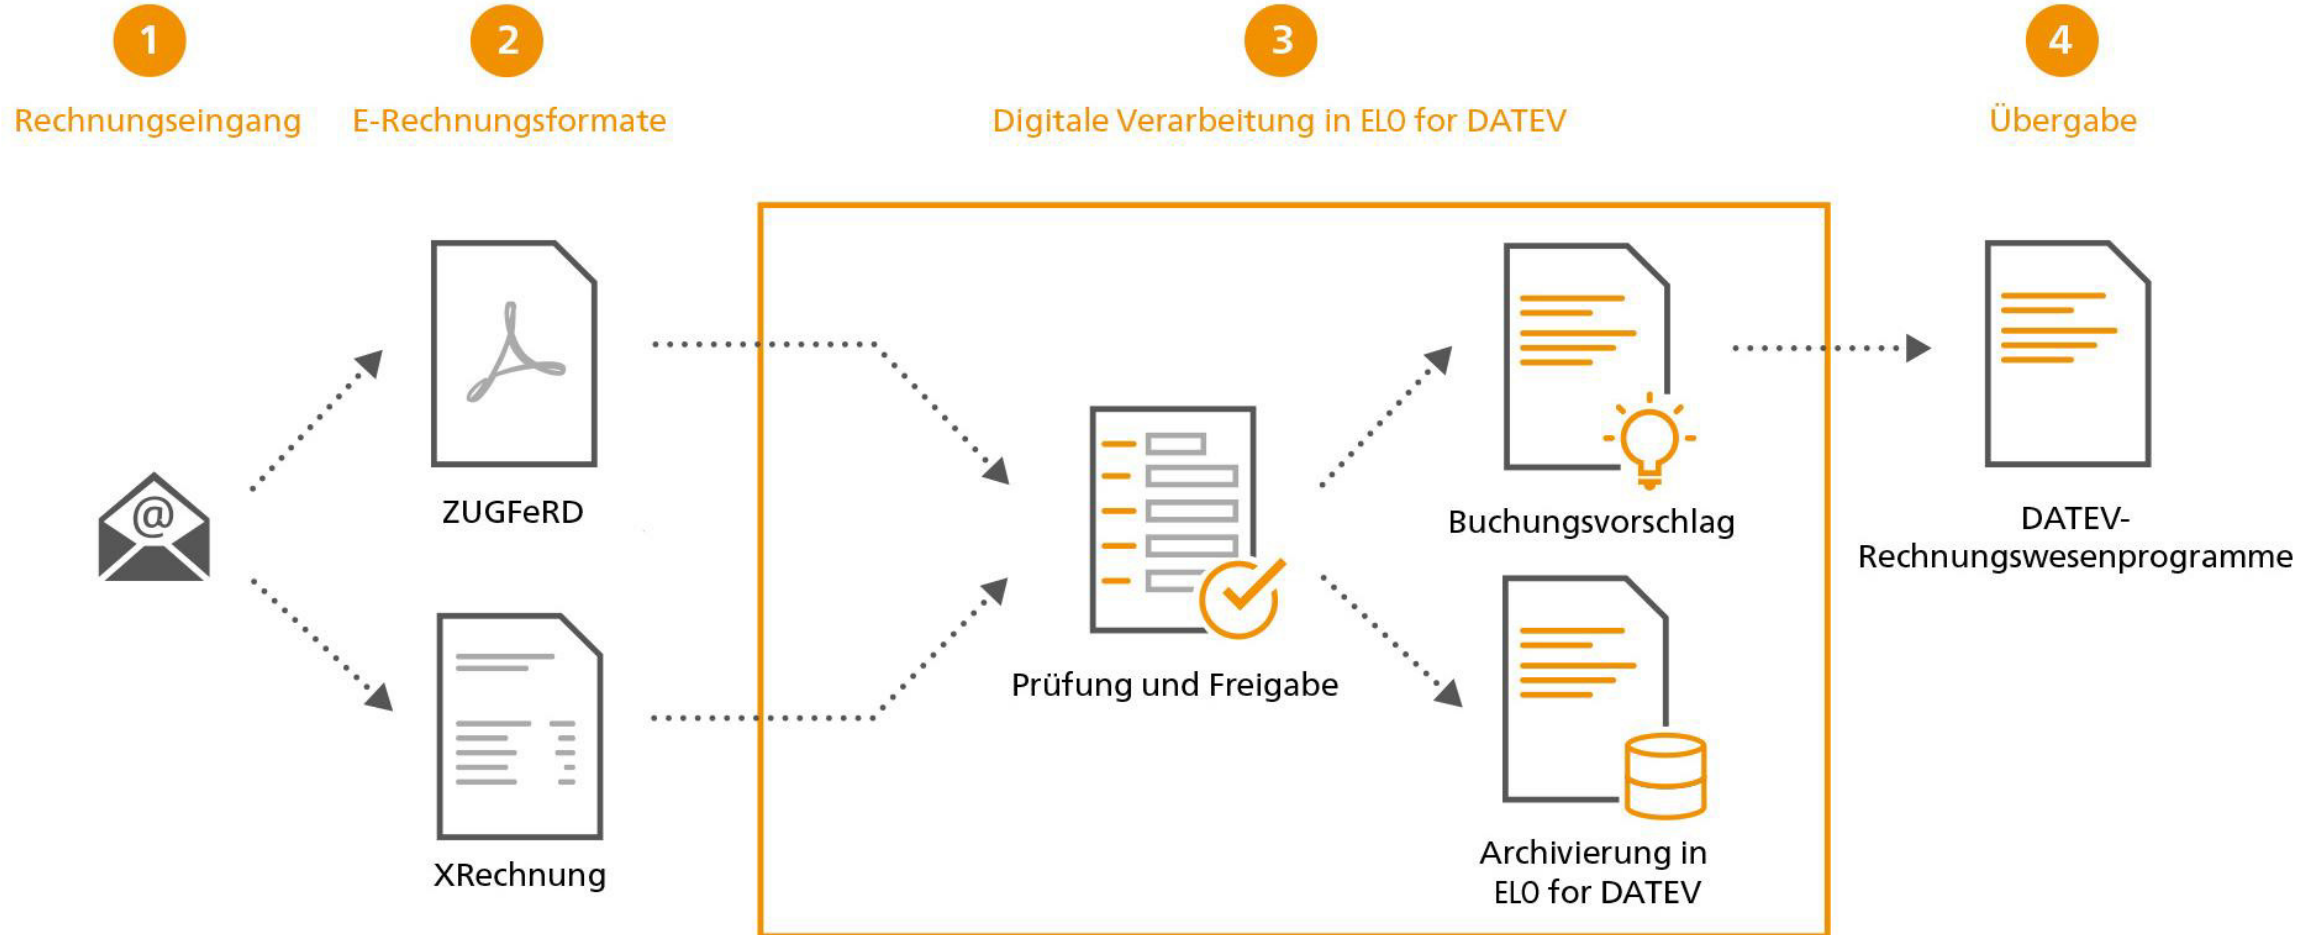 1
Rechnungseingang
2
E-Rechnungsformate
3
Digitale Verarbeitung in ELO for DATEV
4
Übergabe
@
ZUGFeRD
XRechnung
Prüfung und Freigabe
Buchungsvorschlag
Archivierung in
ELO for DATEV
DATEV-
Rechnungswesenprogramme